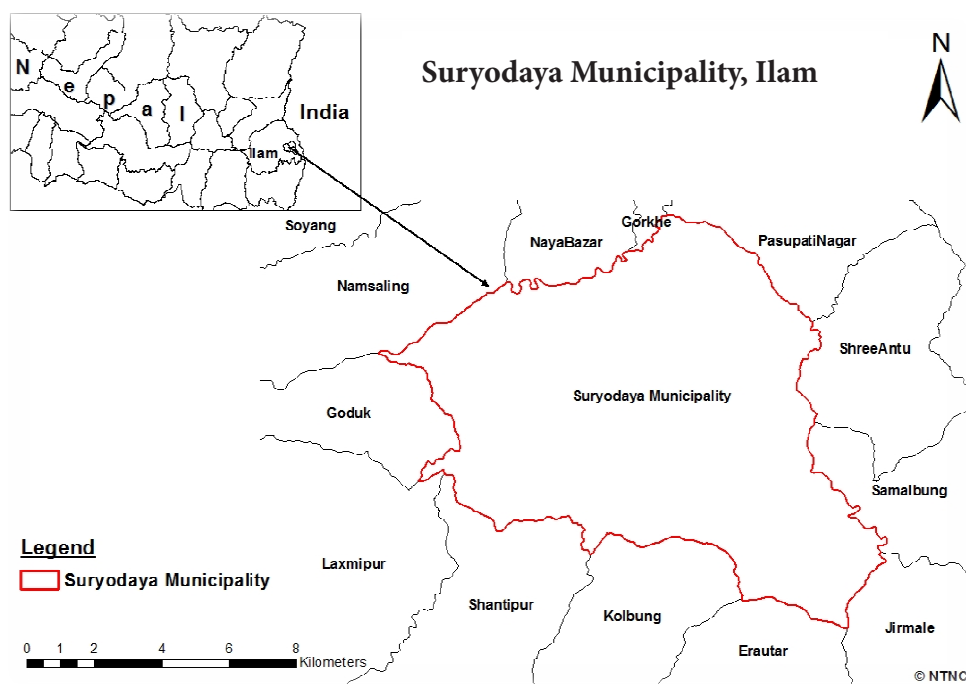 Suryodaya Municipality, Ilam
N
N
e
p
a
l
India
Ilam
Soyang
Gorkhe
NayaBazar
PasupatiNagar
Namsaling
ShreeAntu
Suryodaya Municipality
Goduk
Samalbung
Legend
Suryodaya Municipality
Laxmipur
Shantipur
Kolbung
Jirmale
Erautar
0 1 2 4 6 8
Kilometers
© NTNC